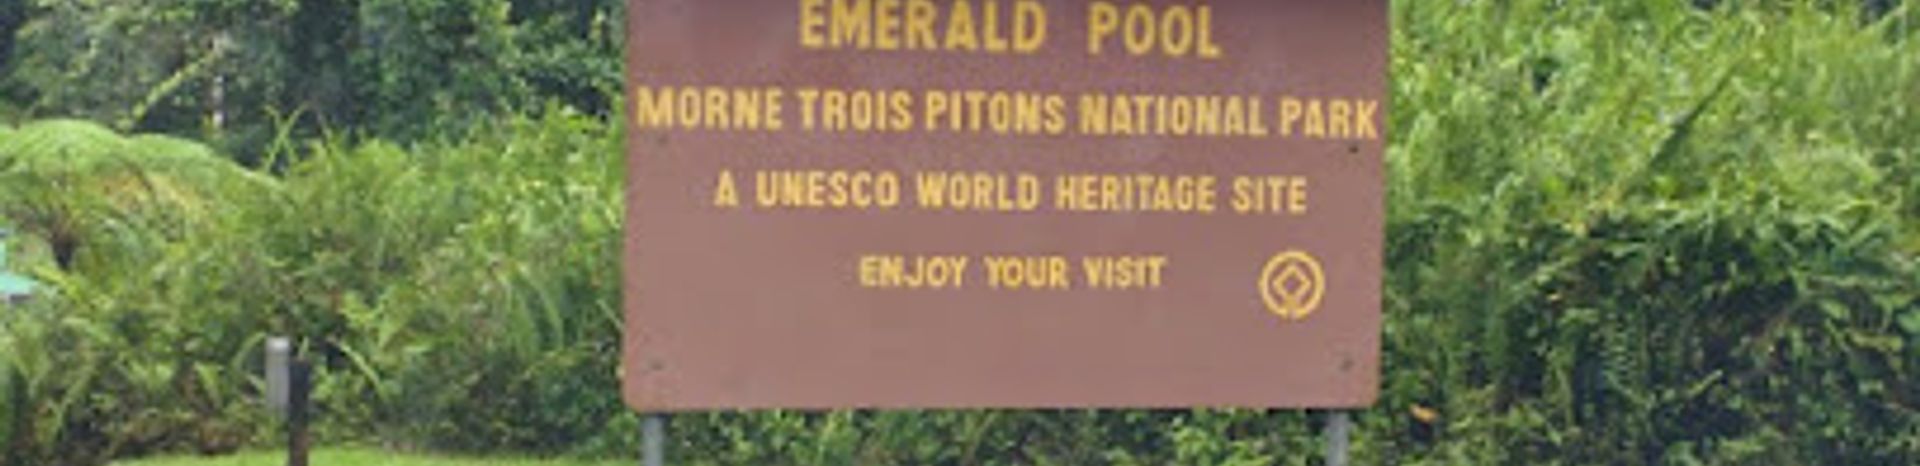 EMERALD POOL
MORNE TROIS PITONS NATIONAL PARK
A UNESCO WORLD HERITAGE SITE
ENJOY YOUR VISIT